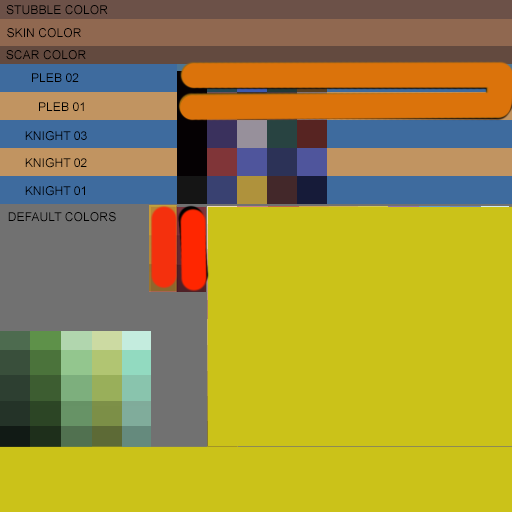 STUBBLE COLOR
SKIN COLOR
SCAR COLOR
PLEB 02
PLEB 01
KNIGHT 03
KNIGHT 02
KNIGHT 01
DEFAULT COLORS